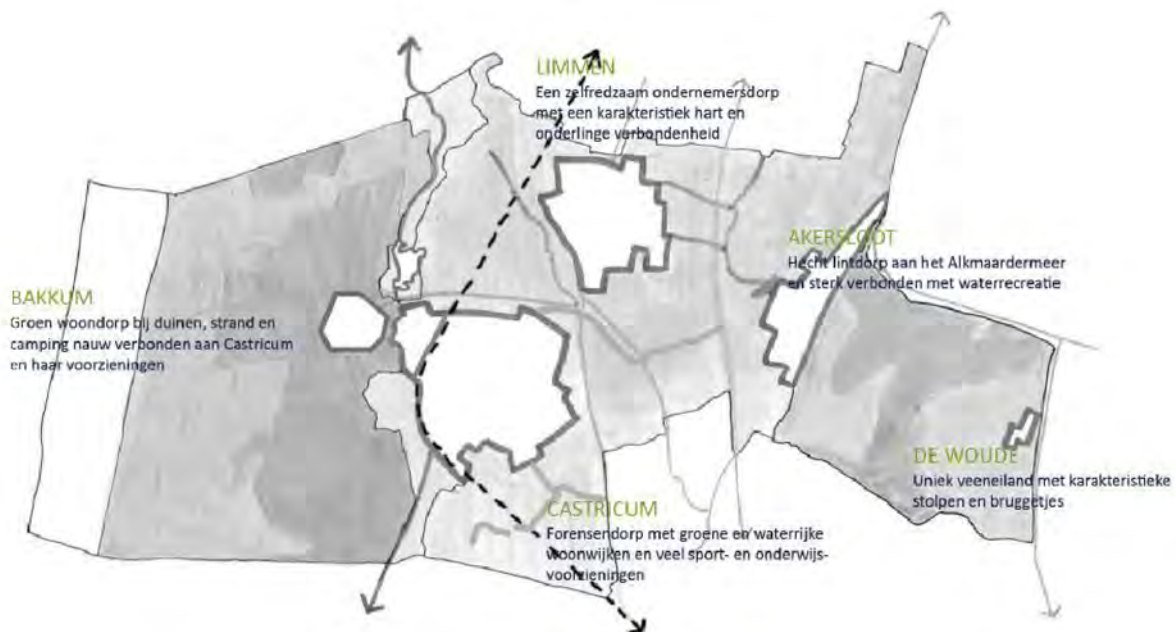 LIMMEN
Een zelfredzaam ondernemersdorp
met een karakteristiek hart en
onderlinge verbondenheid
AKERSLOOT
Hecht lintdorp aan het Alkmaardermeer
en sterk verbonden met waterrecreatie
BAKKUM
Groen woondorp bij duinen, strand en
camping nauw verbonden aan Castricum
en haar voorzieningen
DE WOUDE
Uniek veeneiland met karakteristieke
stolpen en bruggetjes
CASTRICUM
Forensendorp met groene en waterrijke
woonwijken en veel sport- en onderwijs-
voorzieningen